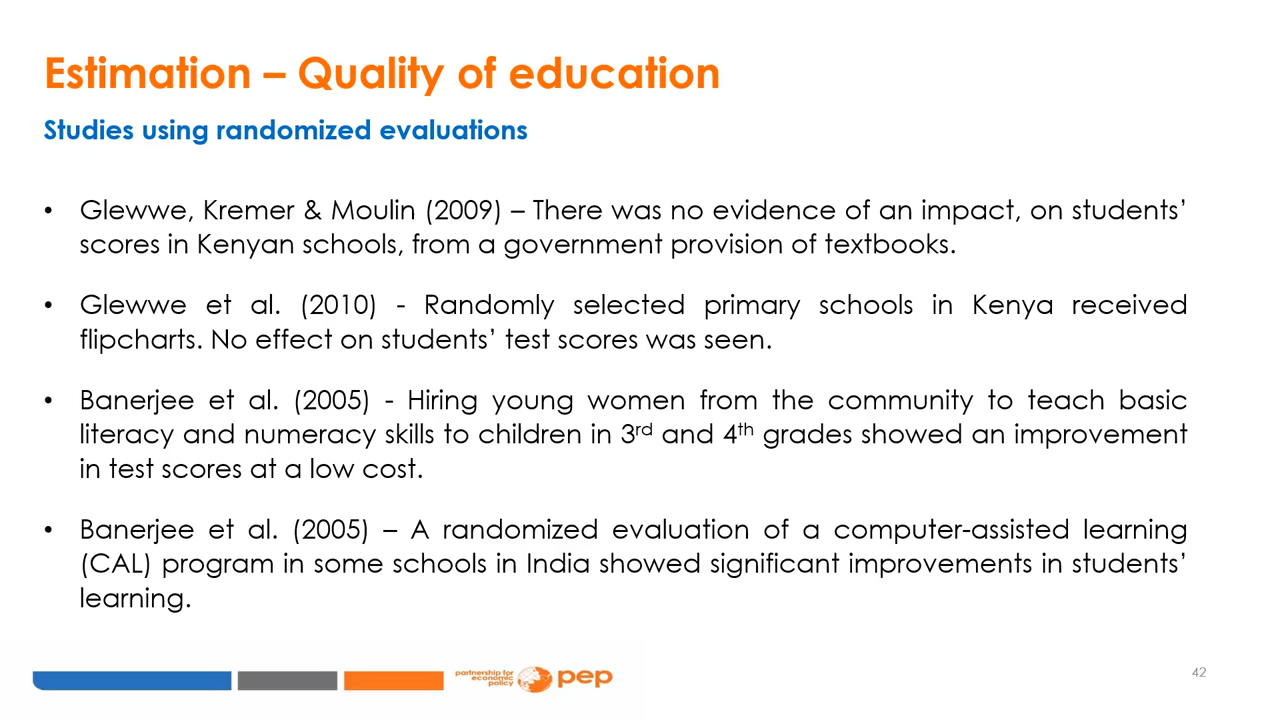 Estimation – Quality of education
Studies using randomized evaluations
• Glewwe, Kremer & Moulin (2009) – There was no evidence of an impact, on students’
scores in Kenyan schools, from a government provision of textbooks.
• Glewwe et al. (2010) - Randomly selected primary schools in Kenya received
flipcharts. No effect on students’ test scores was seen.
• Banerjee et al. (2005) - Hiring young women from the community to teach basic
literacy and numeracy skills to children in 3rd and 4th grades showed an improvement
in test scores at a low cost.
• Banerjee et al. (2005) – A randomized evaluation of a computer-assisted learning
(CAL) program in some schools in India showed significant improvements in students’
learning.
partnership for
economic
policy
pep
42